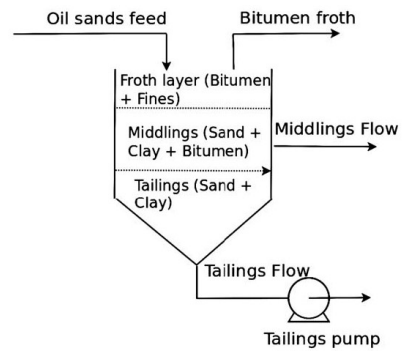 Oil sands feed
Bitumen froth
Froth layer (Bitumen
+ Fines)
Middlings (Sand +
Clay + Bitumen)
Middlings Flow
Tailings (Sand +
Clay)
Tailings Flow
Tailings pump